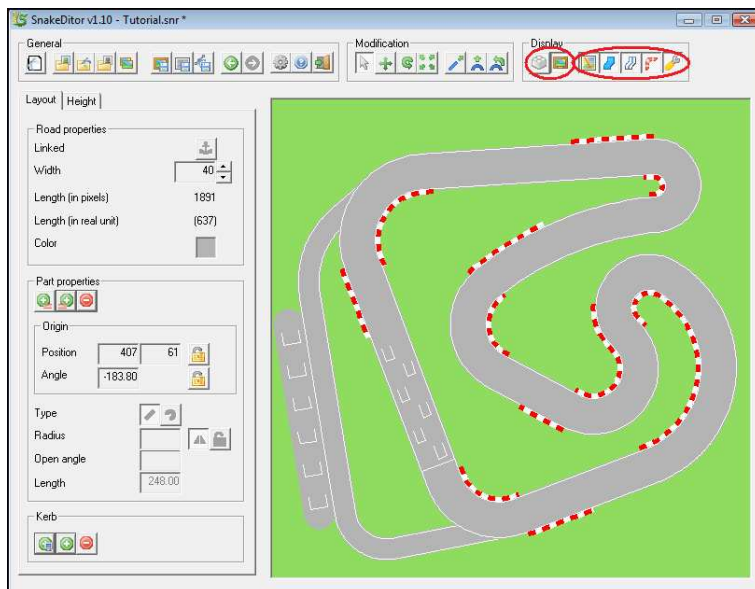 SnakeDitor v1.10 - Tutorial.snr *
General
Modification
Display
Layout
Height
Road properties
Linked
Width 40
Length (in pixels) 1891
Length (in real unit) (637)
Color
Part properties
Origin
Position 407 61
Angle -183.80
Type
Radius
Open angle
Length 248.00
Kerb